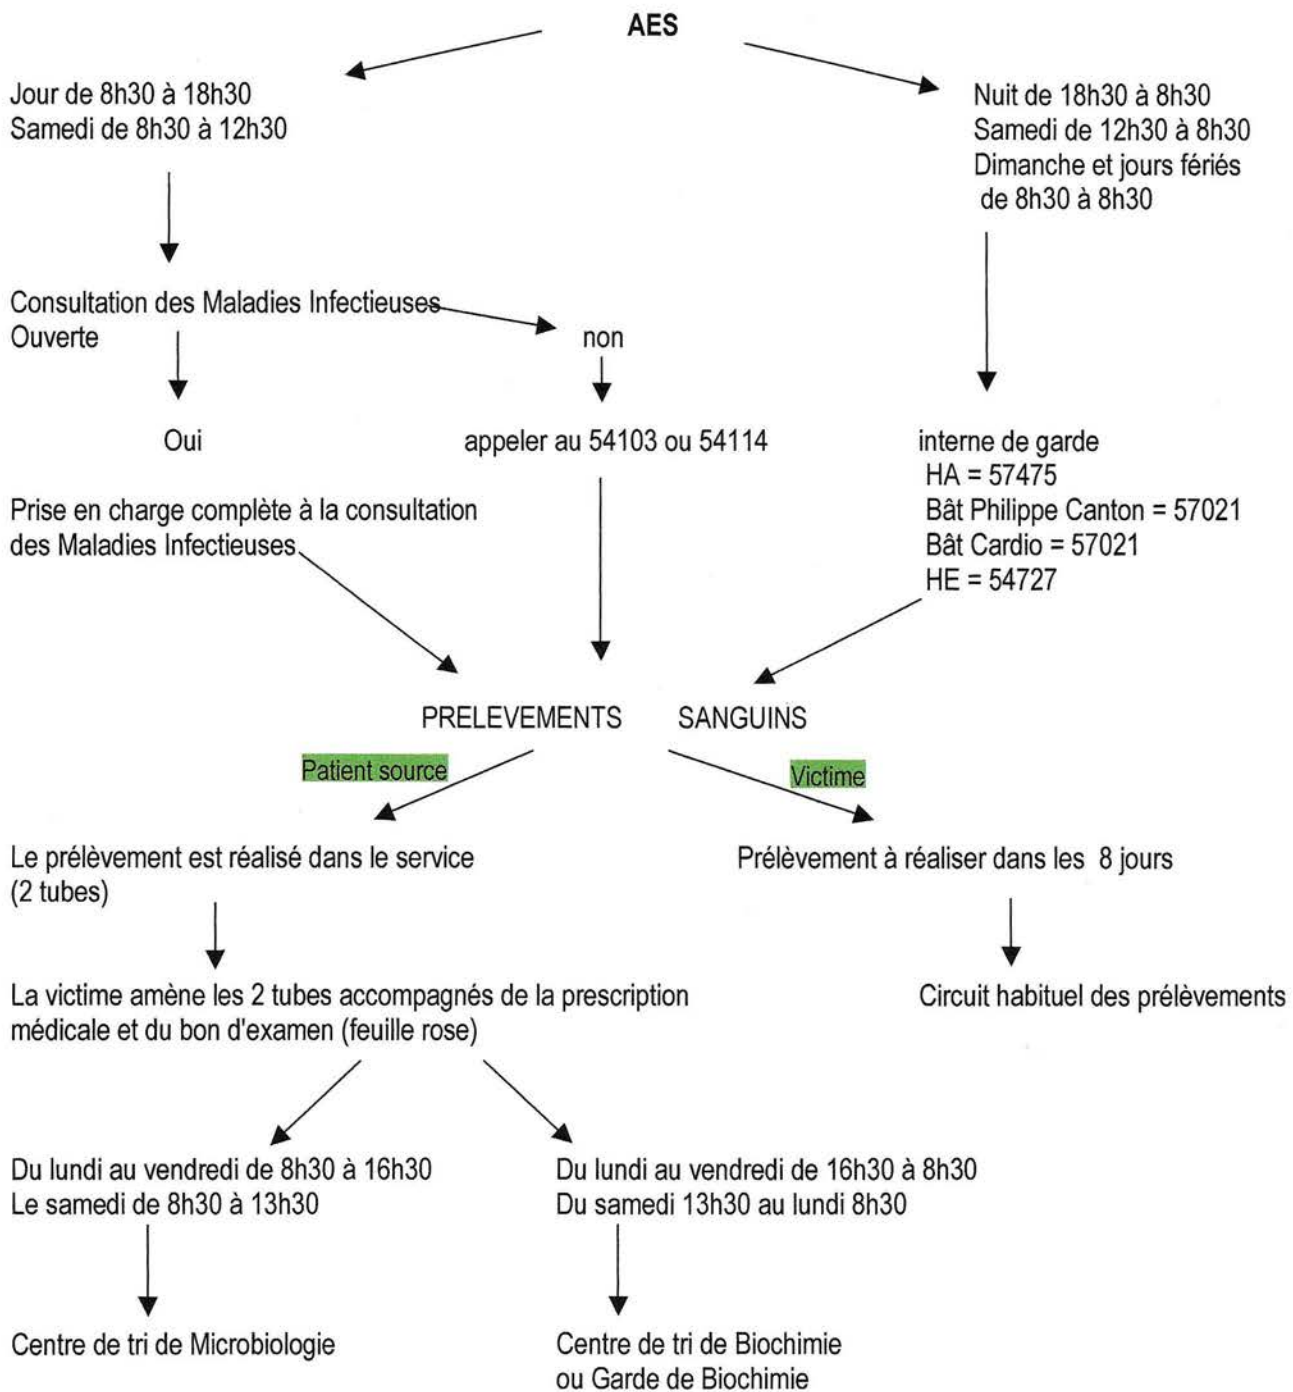 AES
Jour de 8h30 à 18h30
Samedi de 8h30 à 12h30
Nuit de 18h30 à 8h30
Samedi de 12h30 à 8h30
Dimanche et jours fériés
de 8h30 à 8h30
Consultation des Maladies Infectieuses
Ouverte
non
Oui
appeler au 54103 ou 54114
interne de garde
HA = 57475
Bât Philippe Canton = 57021
Bât Cardio = 57021
HE = 54727
Prise en charge complète à la consultation
des Maladies Infectieuses
PRELEVEMENTS SANGUINS
Patient source
Victime
Le prélèvement est réalisé dans le service
(2 tubes)
Prélèvement à réaliser dans les 8 jours
La victime amène les 2 tubes accompagnés de la prescription
médicale et du bon d'examen (feuille rose)
Circuit habituel des prélèvements
Du lundi au vendredi de 8h30 à 16h30
Le samedi de 8h30 à 13h30
Du lundi au vendredi de 16h30 à 8h30
Du samedi 13h30 au lundi 8h30
Centre de tri de Microbiologie
Centre de tri de Biochimie
ou Garde de Biochimie